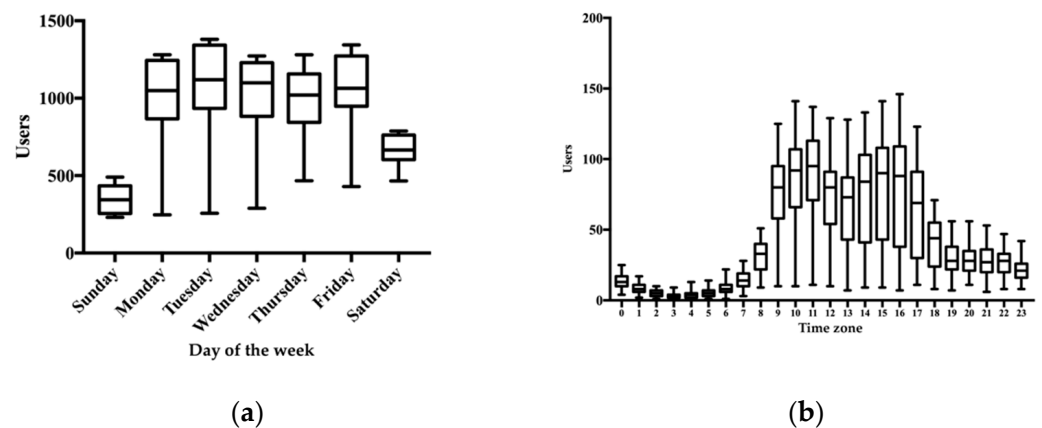 1500
1000
500
0
Users
Sunday
Monday
Tuesday
Wednesday
Thursday
Friday
Saturday
Day of the week
(a)
200
150
100
50
0
Users
0 1 2 3 4 5 6 7 8 9 10 11 12 13 14 15 16 17 18 19 20 21 22 23
Time zone
(b)